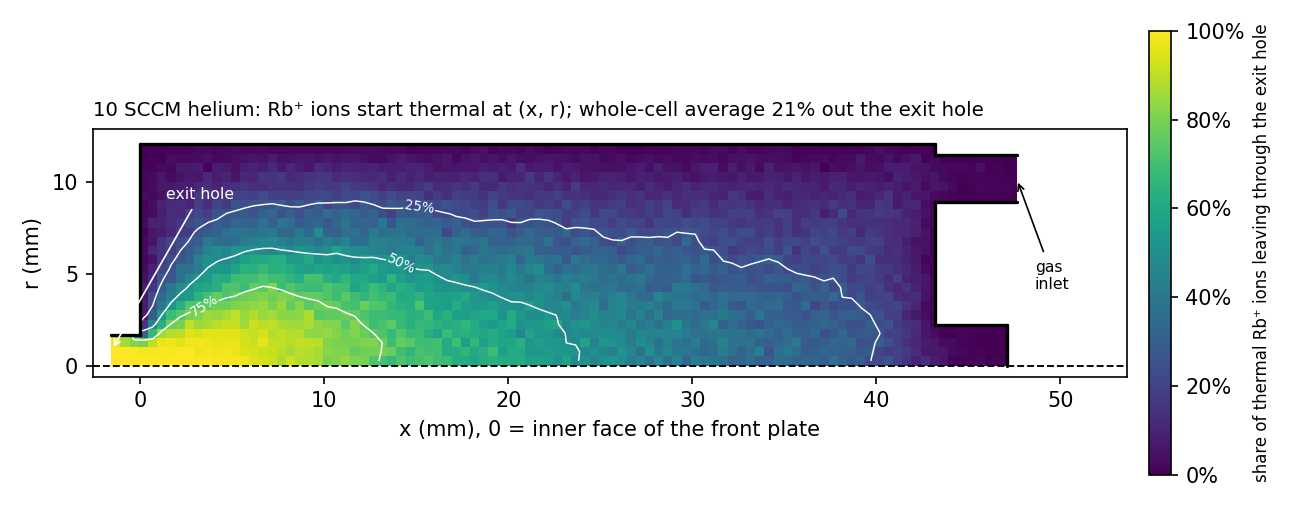 10 SCCM helium: Rb⁺ ions start thermal at (x, r); whole-cell average 21% out the exit hole
exit hole
25%
50%
75%
gas
inlet
10
5
0
r (mm)
0
10
20
30
40
50
x (mm), 0 = inner face of the front plate
100%
80%
60%
40%
20%
0%
share of thermal Rb⁺ ions leaving through the exit hole